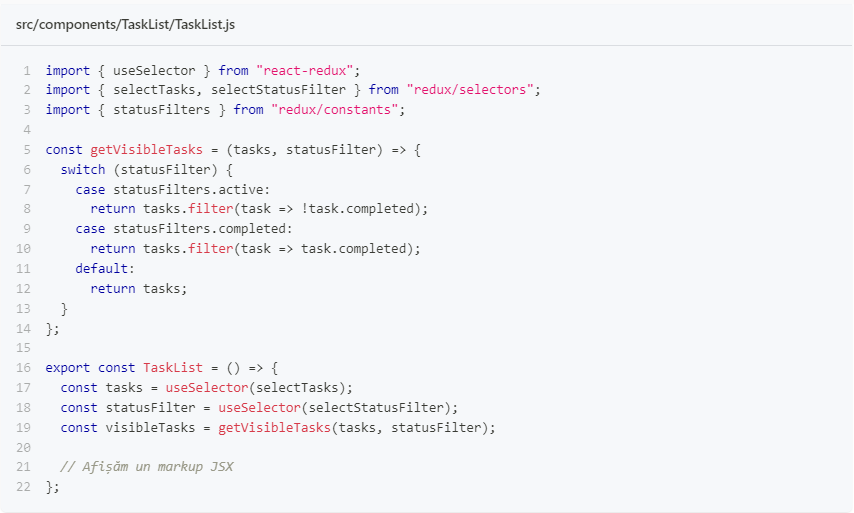 src/components/TaskList/TaskList.js
1 import { useSelector } from "react-redux";
2 import { selectTasks, selectStatusFilter } from "redux/selectors";
3 import { statusFilters } from "redux/constants";
4
5 const getVisibleTasks = (tasks, statusFilter) => {
6   switch (statusFilter) {
7     case statusFilters.active:
8       return tasks.filter(task => !task.completed);
9     case statusFilters.completed:
10       return tasks.filter(task => task.completed);
11     default:
12       return tasks;
13   }
14 };
15
16 export const TaskList = () => {
17   const tasks = useSelector(selectTasks);
18   const statusFilter = useSelector(selectStatusFilter);
19   const visibleTasks = getVisibleTasks(tasks, statusFilter);
20
21   // Afișăm un markup JSX
22 };